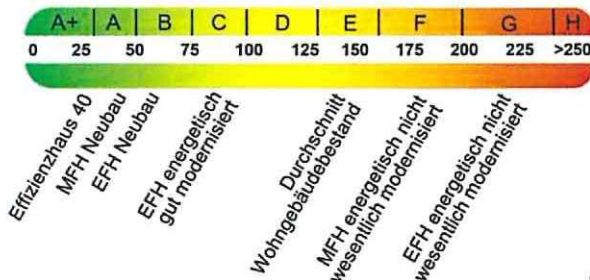 A+ A B C D E F G H
0 25 50 75 100 125 150 175 200 225 >250
Effizienzhaus 40
MFH Neubau
EFH Neubau
EFH energetisch
gut modernisiert
Durchschnitt
Wohngebäudebestand
MFH energetisch nicht
wesentlich modernisiert
EFH energetisch nicht
wesentlich modernisiert